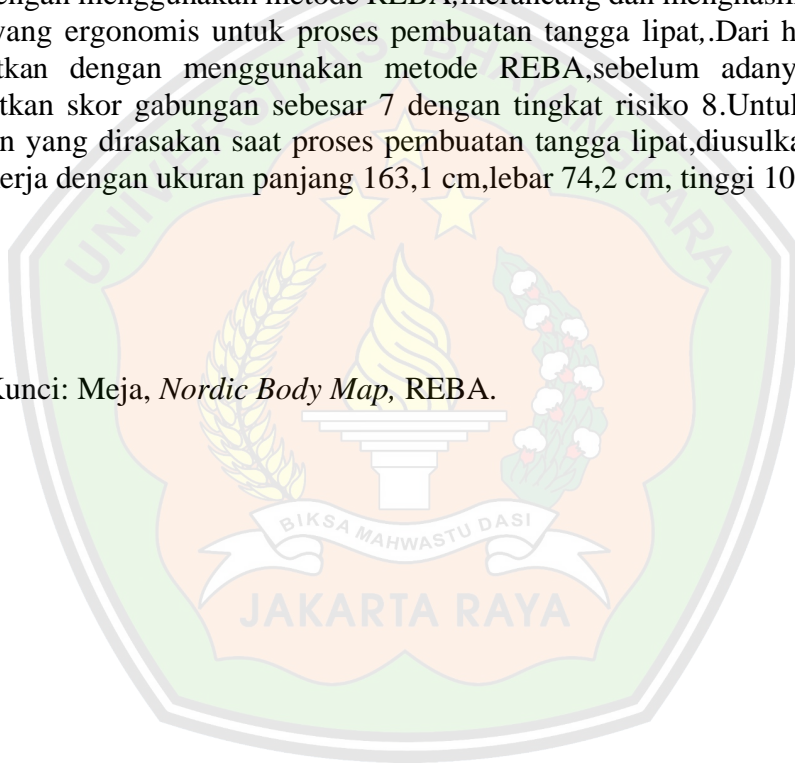 engan menggunakan metode REBA,merancang dan menghasil
yang ergonomis untuk proses pembuatan tangga lipat,.Dari h
tkan dengan menggunakan metode REBA,sebelum adany
tkan skor gabungan sebesar 7 dengan tingkat risiko 8.Untuk
n yang dirasakan saat proses pembuatan tangga lipat,diusulka
erja dengan ukuran panjang 163,1 cm,lebar 74,2 cm, tinggi 10
Kunci: Meja, Nordic Body Map, REBA.
UNIVERSITAS BHAYANGKARA
BIKSA MAHWASTU DASI
JAKARTA RAYA